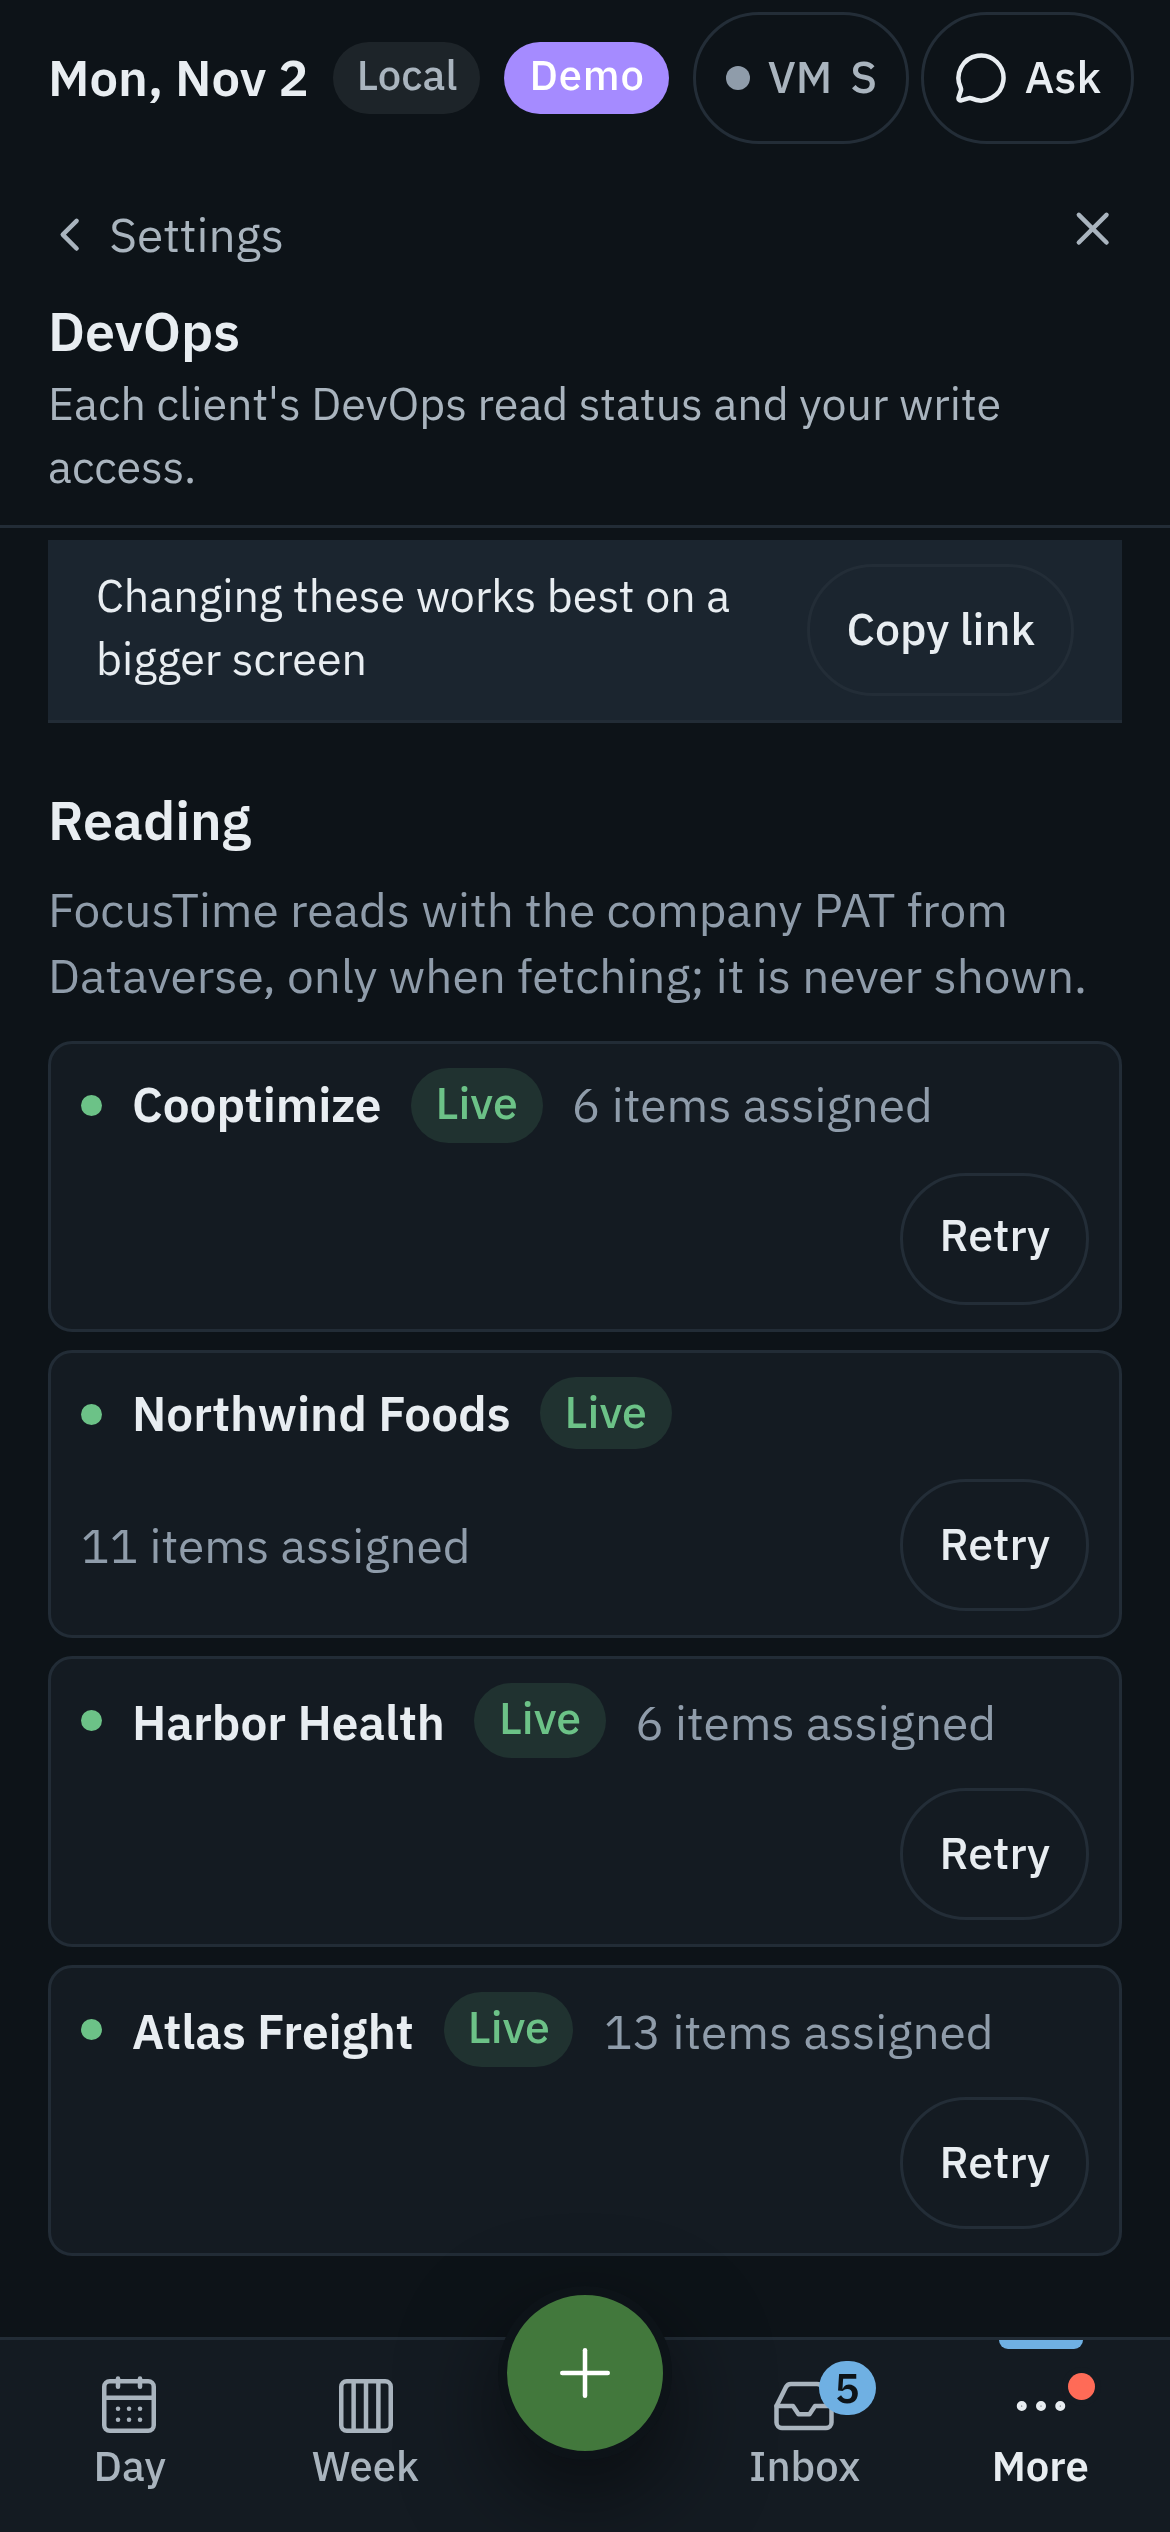 Mon, Nov 2 Local Demo VM S Ask
Settings
DevOps
Each client's DevOps read status and your write
access.
Changing these works best on a
bigger screen
Copy link
Reading
FocusTime reads with the company PAT from
Dataverse, only when fetching; it is never shown.
Cooptimize Live 6 items assigned
Retry
Northwind Foods Live
11 items assigned Retry
Harbor Health Live 6 items assigned
Retry
Atlas Freight Live 13 items assigned
Retry
5
Day Week Inbox More